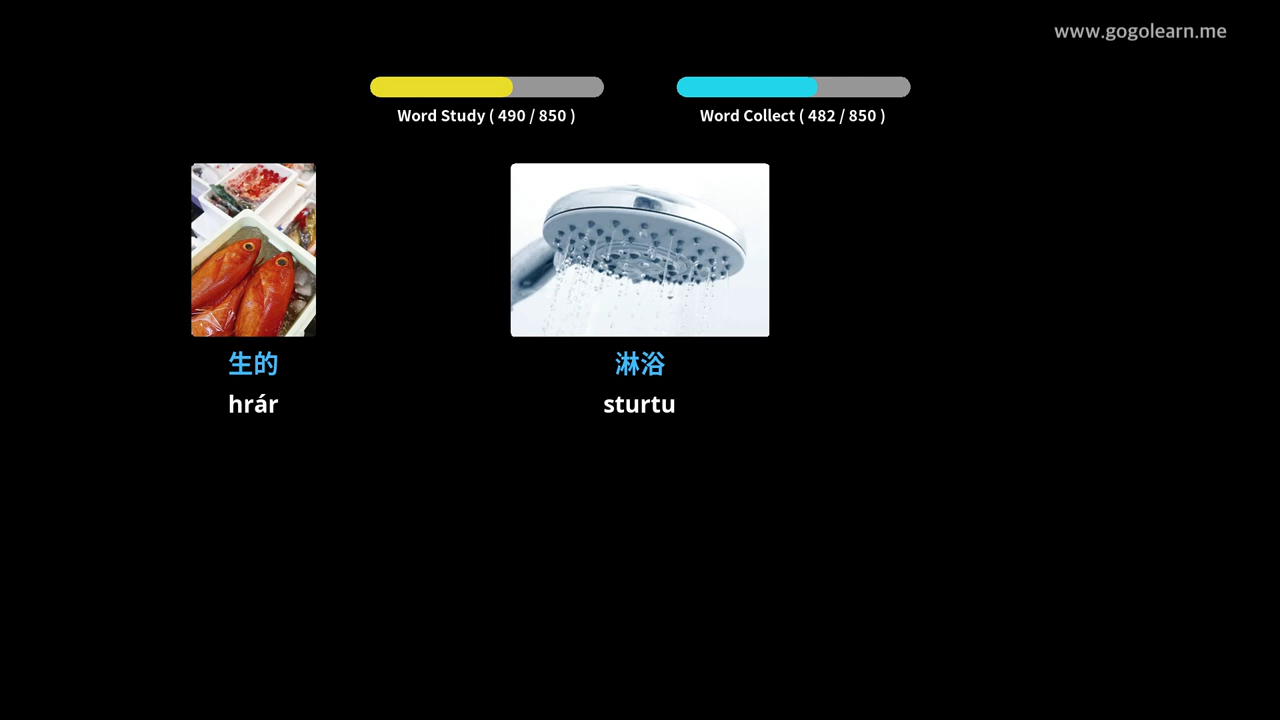 www.gogolearn.me
Word Study ( 490 / 850 )
Word Collect ( 482 / 850 )
生的
hrár
淋浴
sturtu